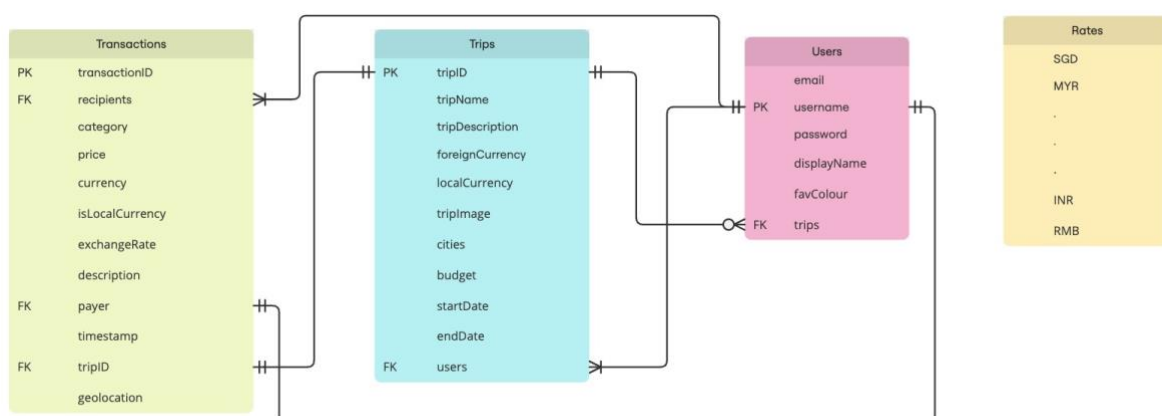 Transactions
PK transactionID
FK recipients
category
price
currency
isLocalCurrency
exchangeRate
description
FK payer
timestamp
FK tripID
geolocation
Trips
PK tripID
tripName
tripDescription
foreignCurrency
localCurrency
tripImage
cities
budget
startDate
endDate
FK users
Users
email
PK username
password
displayName
favColour
FK trips
Rates
SGD
MYR
.
.
.
INR
RMB